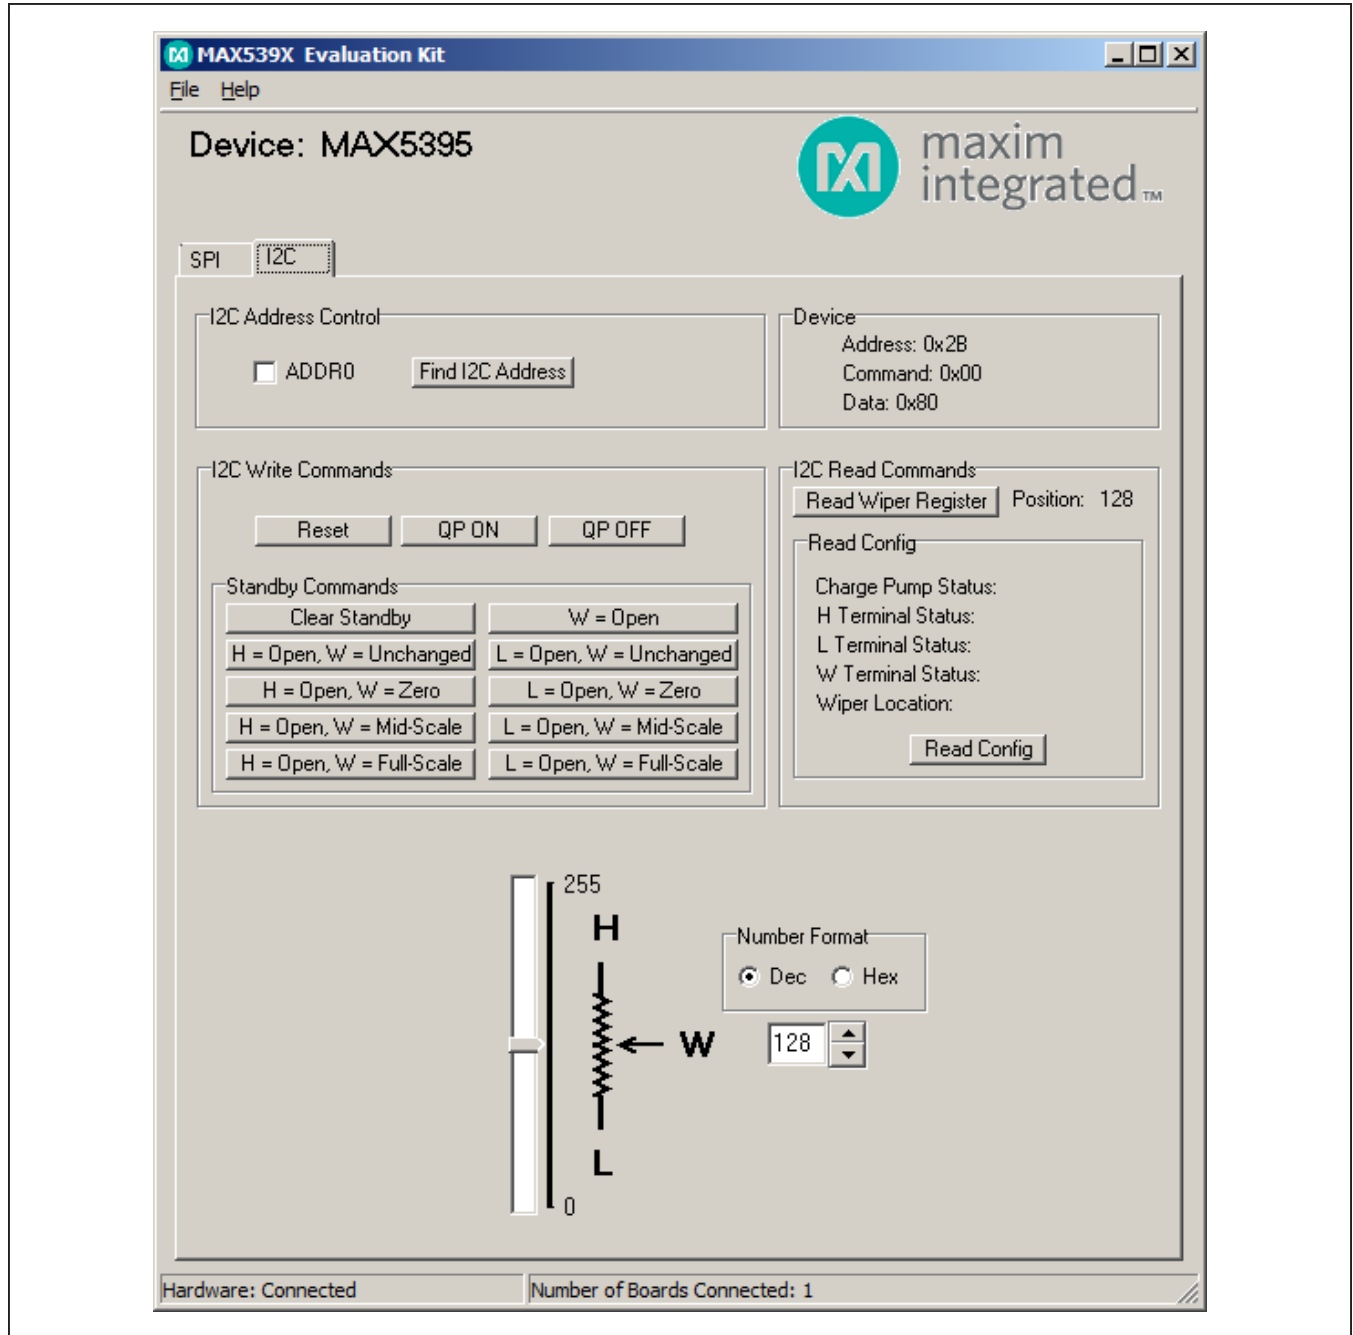 MAX539X Evaluation Kit
File Help
Device: MAX5395
maxim
integrated™
SPI I2C
I2C Address Control
ADDR0 Find I2C Address
Device
Address: 0x2B
Command: 0x00
Data: 0x80
I2C Write Commands
Reset QP ON QP OFF
Standby Commands
Clear Standby W = Open
H = Open, W = Unchanged L = Open, W = Unchanged
H = Open, W = Zero L = Open, W = Zero
H = Open, W = Mid-Scale L = Open, W = Mid-Scale
H = Open, W = Full-Scale L = Open, W = Full-Scale
I2C Read Commands
Read Wiper Register Position: 128
Read Config
Charge Pump Status:
H Terminal Status:
L Terminal Status:
W Terminal Status:
Wiper Location:
Read Config
255
H
W
L
0
Number Format
Dec Hex
128
Hardware: Connected Number of Boards Connected: 1